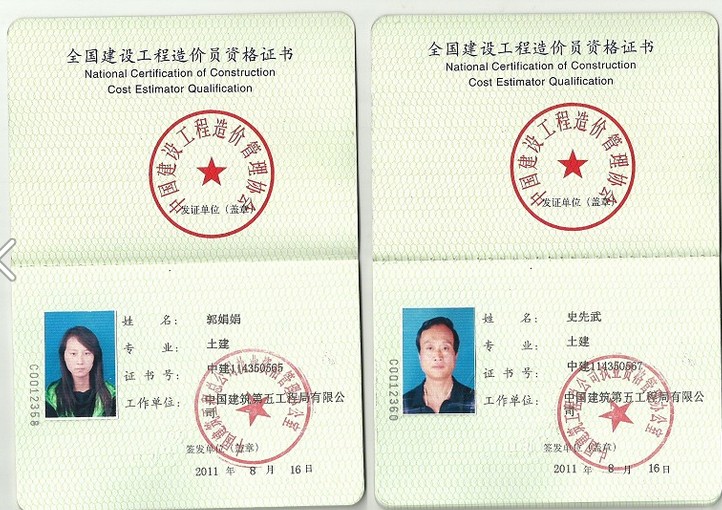 全国建设工程造价员资格证书
National Certification of Construction
Cost Estimator Qualification
中国建设工程造价管理协会
发证单位（盖章）
姓 名： 郭娟娟
专 业： 土建
证 书 号： 中建114350565
工作单位： 中国建筑第五工程局有限公
司
签发单位（盖章）
2011 年 8 月 16 日
C0012358
全国建设工程造价员资格证书
National Certification of Construction
Cost Estimator Qualification
中国建设工程造价管理协会
发证单位（盖章）
姓 名： 史先武
专 业： 土建
证 书 号： 中建114350567
工作单位： 中国建筑第五工程局有限公
司
签发单位（盖章）
2011 年 8 月 16 日
C0012360